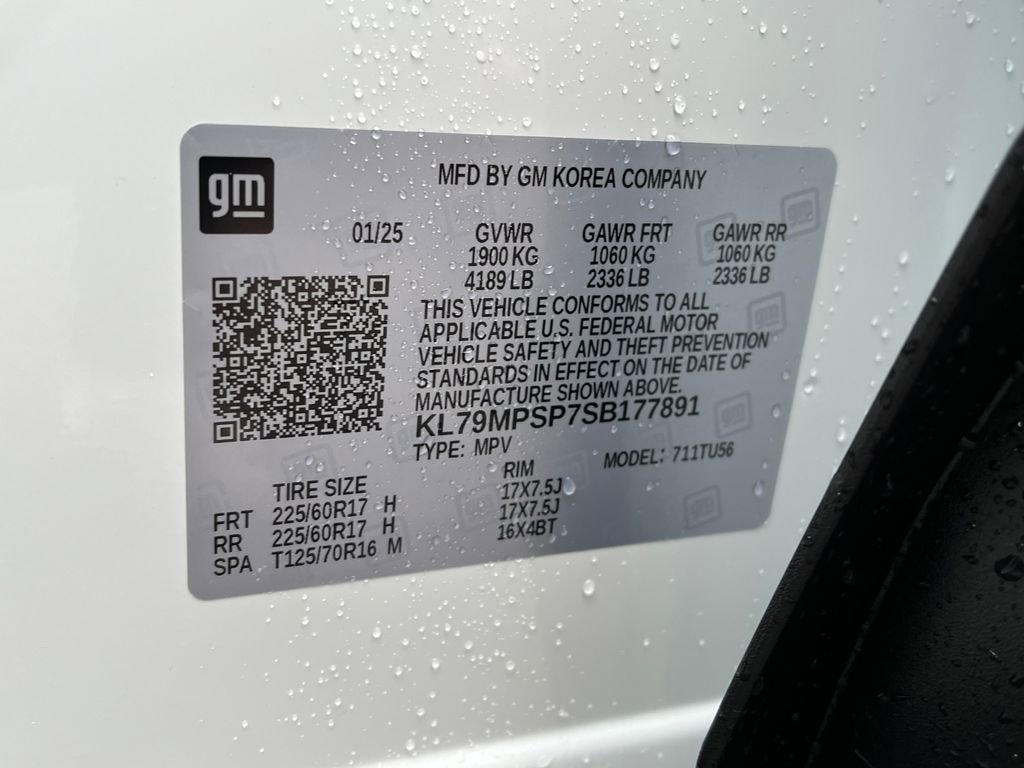 gm
MFD BY GM KOREA COMPANY
01/25 GVWR GAWR FRT GAWR RR
1900 KG 1060 KG 1060 KG
4189 LB 2336 LB 2336 LB
THIS VEHICLE CONFORMS TO ALL
APPLICABLE U.S. FEDERAL MOTOR
VEHICLE SAFETY AND THEFT PREVENTION
STANDARDS IN EFFECT ON THE DATE OF
MANUFACTURE SHOWN ABOVE.
KL79MPSP7SB177891
TYPE: MPV MODEL: 711TU56
TIRE SIZE RIM
FRT 225/60R17 H 17X7.5J
RR 225/60R17 H 17X7.5J
SPA T125/70R16 M 16X4BT